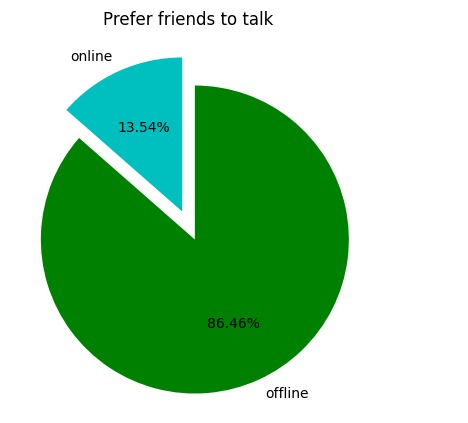 Prefer friends to talk
online
13.54%
86.46%
offline